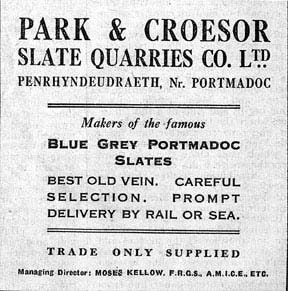 PARK & CROESOR
SLATE QUARRIES CO. LTD.
PENRHYNDEUDRAETH, Nr. PORTMADOC
Makers of the famous
BLUE GREY PORTMADOC
SLATES
BEST OLD VEIN. CAREFUL
SELECTION. PROMPT
DELIVERY BY RAIL OR SEA.
TRADE ONLY SUPPLIED
Managing Director: MOSES KELLOW, F.R.G.S., A.M.I.C.E., ETC.